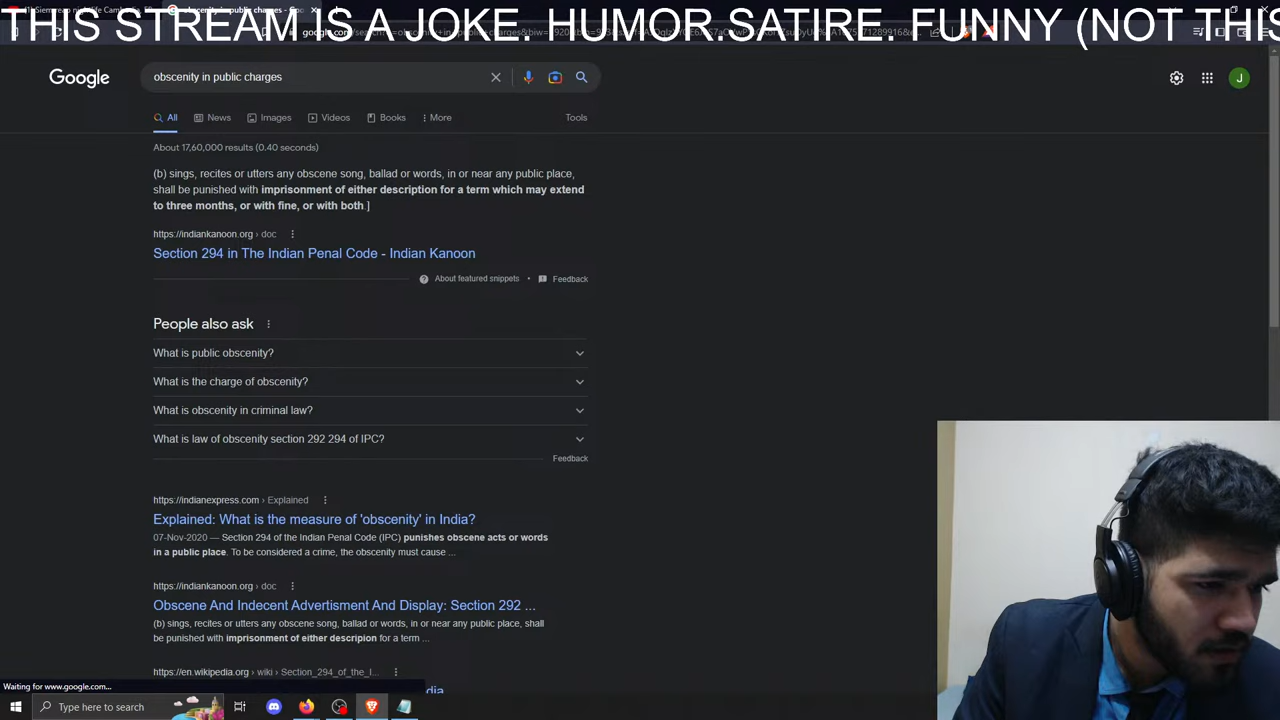 THIS STREAM IS A JOKE. HUMOR.SATIRE. FUNNY (NOT THIS
Google
obscenity in public charges
J
All
News
Images
Videos
Books
More
Tools
About 17,60,000 results (0.40 seconds)
(b) sings, recites or utters any obscene song, ballad or words, in or near any public place,
shall be punished with imprisonment of either description for a term which may extend
to three months, or with fine, or with both.]
https://indiankanoon.org › doc
Section 294 in The Indian Penal Code - Indian Kanoon
About featured snippets • Feedback
People also ask
What is public obscenity?
What is the charge of obscenity?
What is obscenity in criminal law?
What is law of obscenity section 292 294 of IPC?
Feedback
https://indianexpress.com › Explained
Explained: What is the measure of 'obscenity' in India?
07-Nov-2020 — Section 294 of the Indian Penal Code (IPC) punishes obscene acts or words
in a public place. To be considered a crime, the obscenity must cause ...
https://indiankanoon.org › doc
Obscene And Indecent Advertisment And Display: Section 292 ...
(b) sings, recites or utters any obscene song, ballad or words, in or near any public place, shall
be punished with imprisonment of either descripion for a term ...
https://en.wikipedia.org › wiki › Section_294_of_the_I...
dia
Waiting for www.google.com...
Type here to search